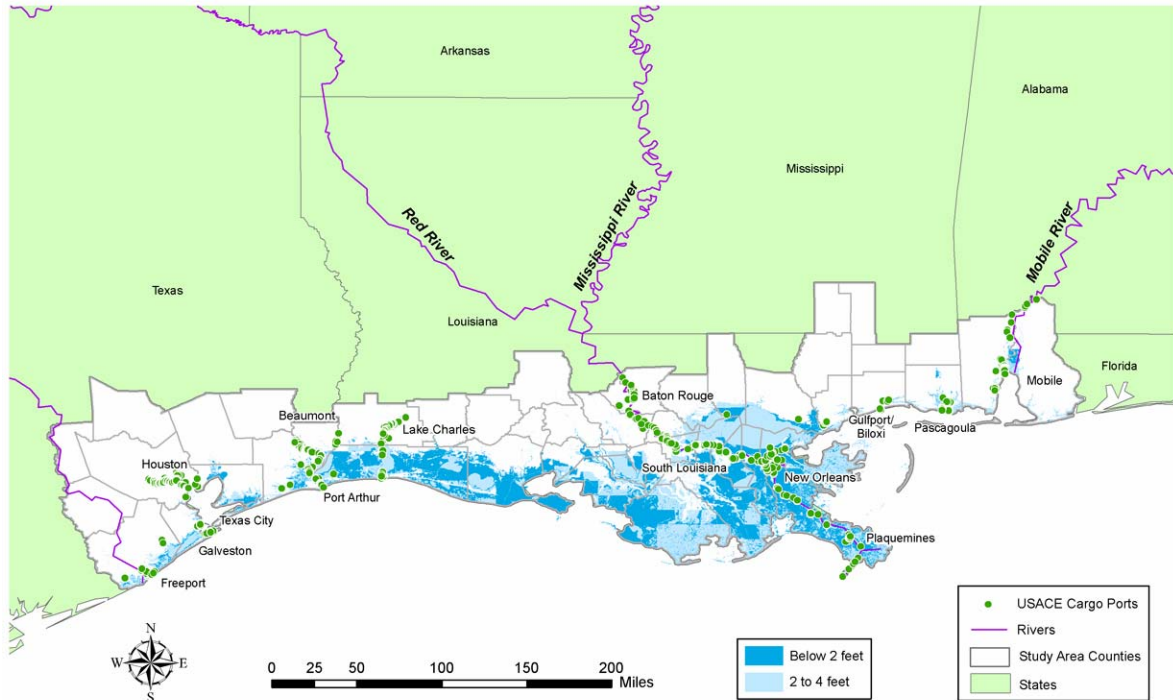 Arkansas
Alabama
Mississippi
Red River
Mississippi River
Mobile River
Texas
Louisiana
Florida
Mobile
Baton Rouge
Beaumont
Lake Charles
Gulfport/
Biloxi
Pascagoula
Houston
South Louisiana
New Orleans
Port Arthur
Texas City
Galveston
Plaquemines
Freeport
N
W
E
S
0 25 50 100 150 200
Miles
Below 2 feet
2 to 4 feet
USACE Cargo Ports
Rivers
Study Area Counties
States